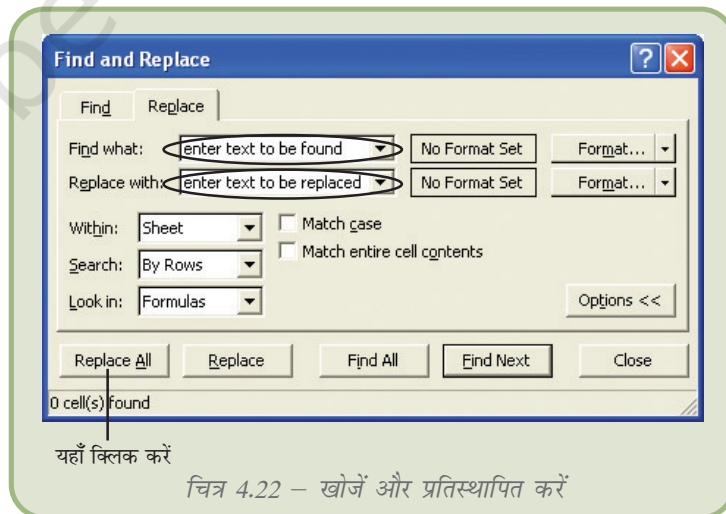 Find and Replace
Find Replace
Find what: enter text to be found No Format Set Format...
Replace with: enter text to be replaced No Format Set Format...
Within: Sheet Match case
Search: By Rows Match entire cell contents
Look in: Formulas Options <<
Replace All Replace Find All Find Next Close
0 cell(s) found
यहाँ क्लिक करें
चित्र 4.22 – खोजें और प्रतिस्थापित करें